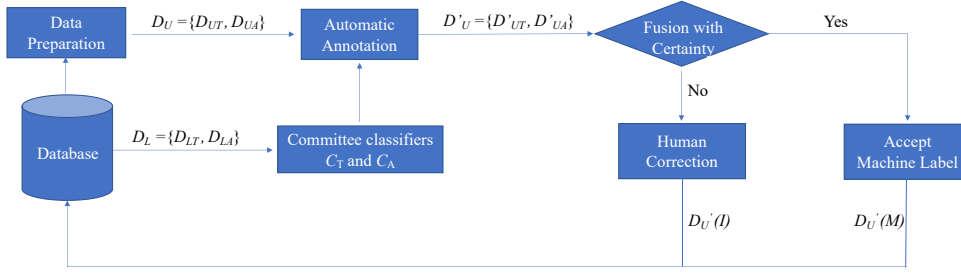 Data
Preparation
D_U ={D_UT, D_UA}
Automatic
Annotation
D’_U ={D’_UT, D’_UA}
Fusion with
Certainty
Yes
No
Database
D_L ={D_LT, D_LA}
Committee classifiers
C_T and C_A
Human
Correction
Accept
Machine Label
D_U’(I)
D_U’(M)